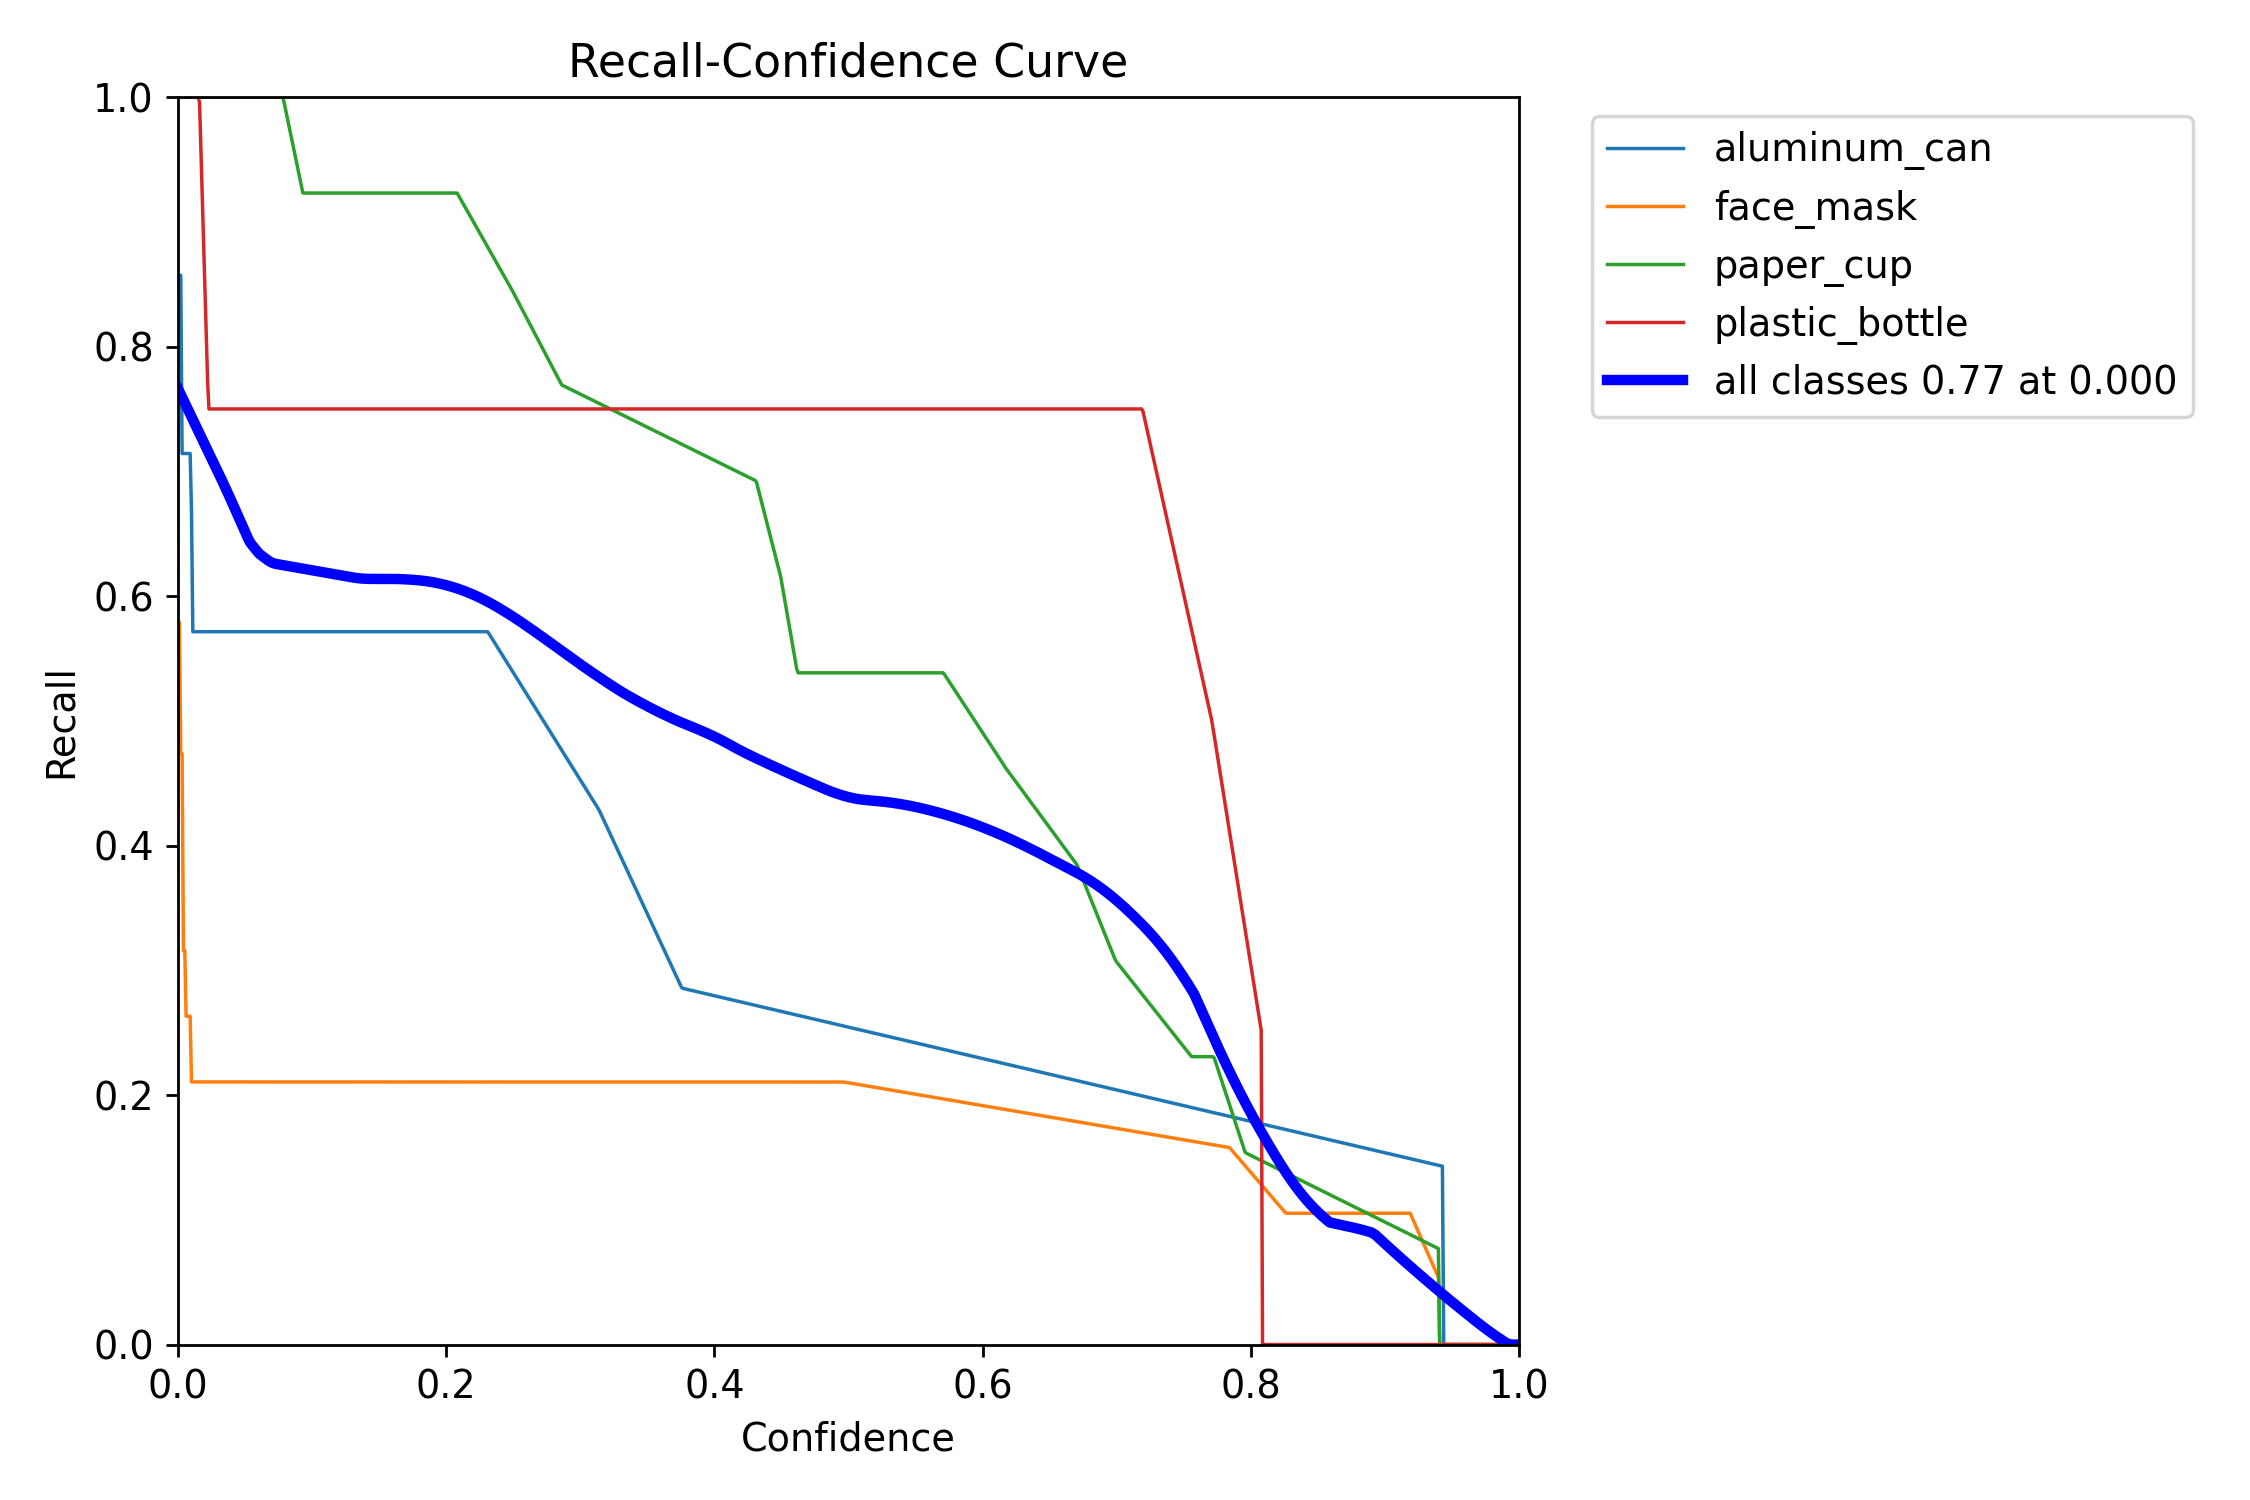 Recall-Confidence Curve
1.0
0.8
0.6
0.4
0.2
0.0
Recall
0.0 0.2 0.4 0.6 0.8 1.0
Confidence
aluminum_can
face_mask
paper_cup
plastic_bottle
all classes 0.77 at 0.000